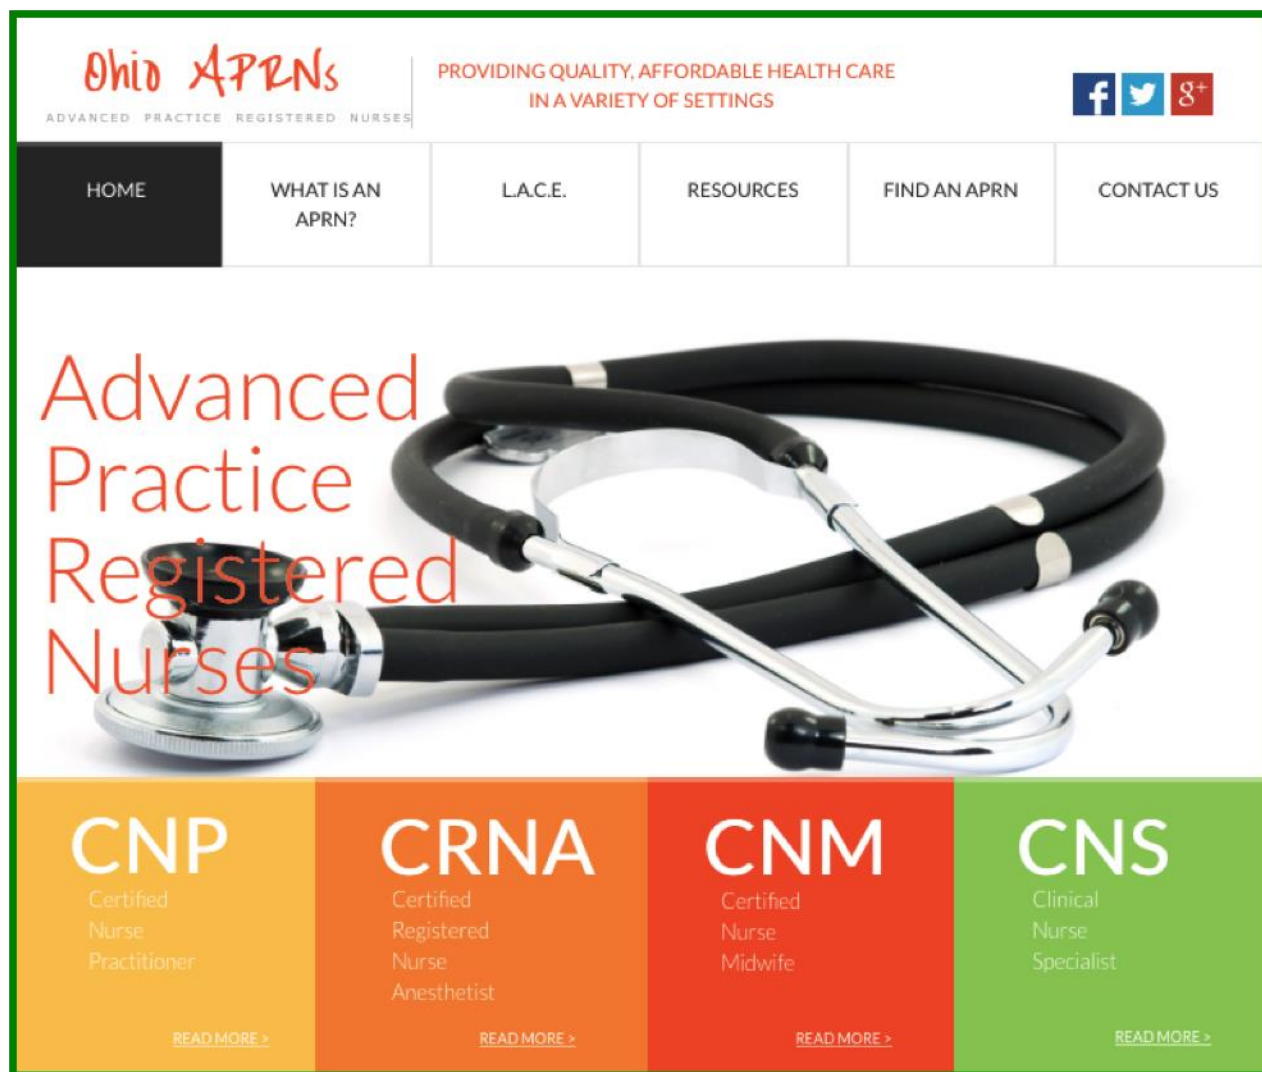 Ohio APRNs
ADVANCED PRACTICE REGISTERED NURSES
PROVIDING QUALITY, AFFORDABLE HEALTH CARE
IN A VARIETY OF SETTINGS
f
g+
HOME
WHAT IS AN
APRN?
L.A.C.E.
RESOURCES
FIND AN APRN
CONTACT US
Advanced
Practice
Registered
Nurses
CNP
Certified
Nurse
Practitioner
READ MORE >
CRNA
Certified
Registered
Nurse
Anesthetist
READ MORE >
CNM
Certified
Nurse
Midwife
READ MORE >
CNS
Clinical
Nurse
Specialist
READ MORE >